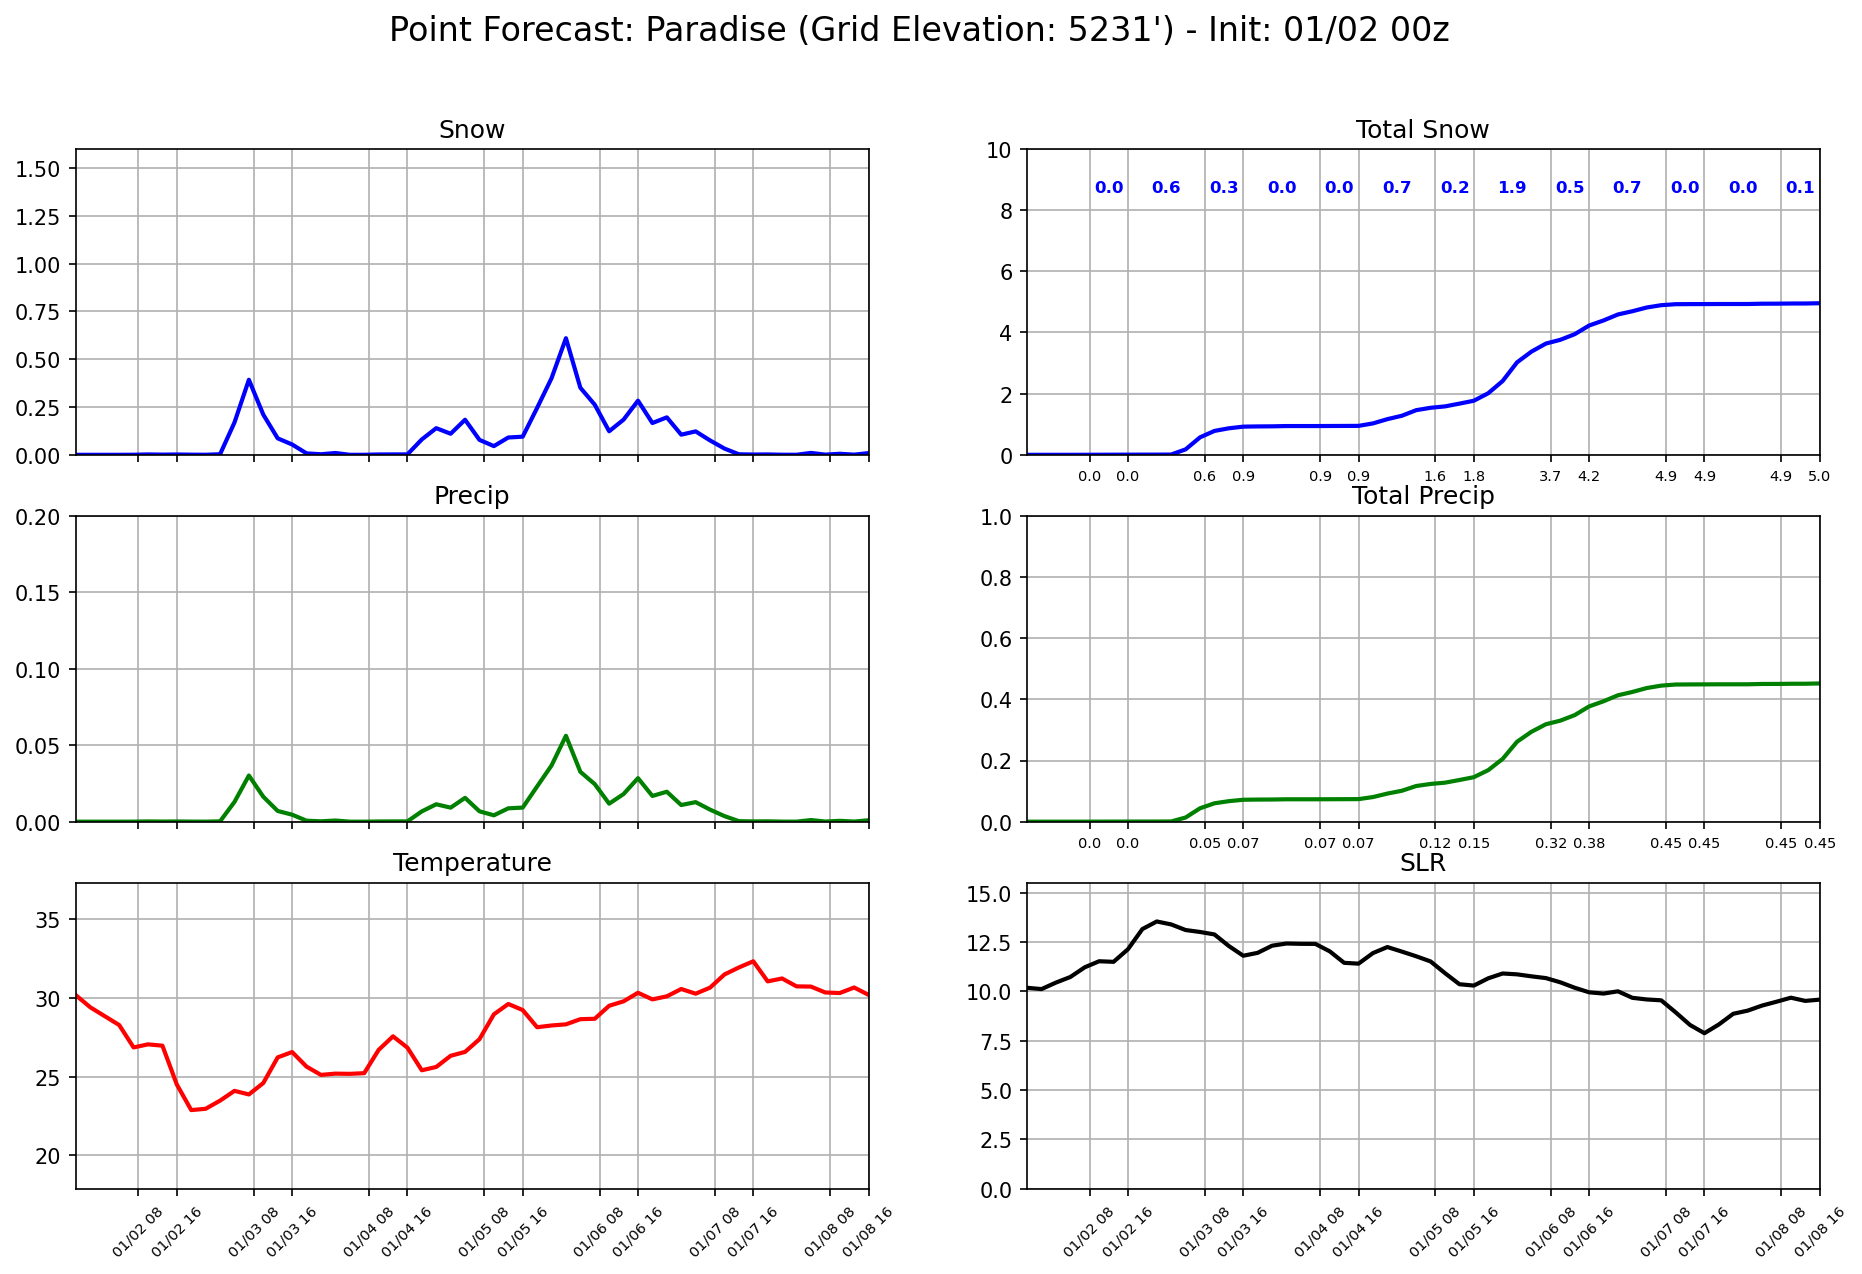 Point Forecast: Paradise (Grid Elevation: 5231') - Init: 01/02 00z
Snow
1.50
1.25
1.00
0.75
0.50
0.25
0.00
Total Snow
10
8
6
4
2
0
0.0 0.6 0.3 0.0 0.0 0.7 0.2 1.9 0.5 0.7 0.0 0.0 0.1
0.0 0.0 0.6 0.9 0.9 0.9 1.6 1.8 3.7 4.2 4.9 4.9 4.9 5.0
Precip
0.20
0.15
0.10
0.05
0.00
Total Precip
1.0
0.8
0.6
0.4
0.2
0.0
0.0 0.0 0.05 0.07 0.07 0.07 0.12 0.15 0.32 0.38 0.45 0.45 0.45 0.45
Temperature
35
30
25
20
01/02 08 01/02 16 01/03 08 01/03 16 01/04 08 01/04 16 01/05 08 01/05 16 01/06 08 01/06 16 01/07 08 01/07 16 01/08 08 01/08 16
SLR
15.0
12.5
10.0
7.5
5.0
2.5
0.0
01/02 08 01/02 16 01/03 08 01/03 16 01/04 08 01/04 16 01/05 08 01/05 16 01/06 08 01/06 16 01/07 08 01/07 16 01/08 08 01/08 16